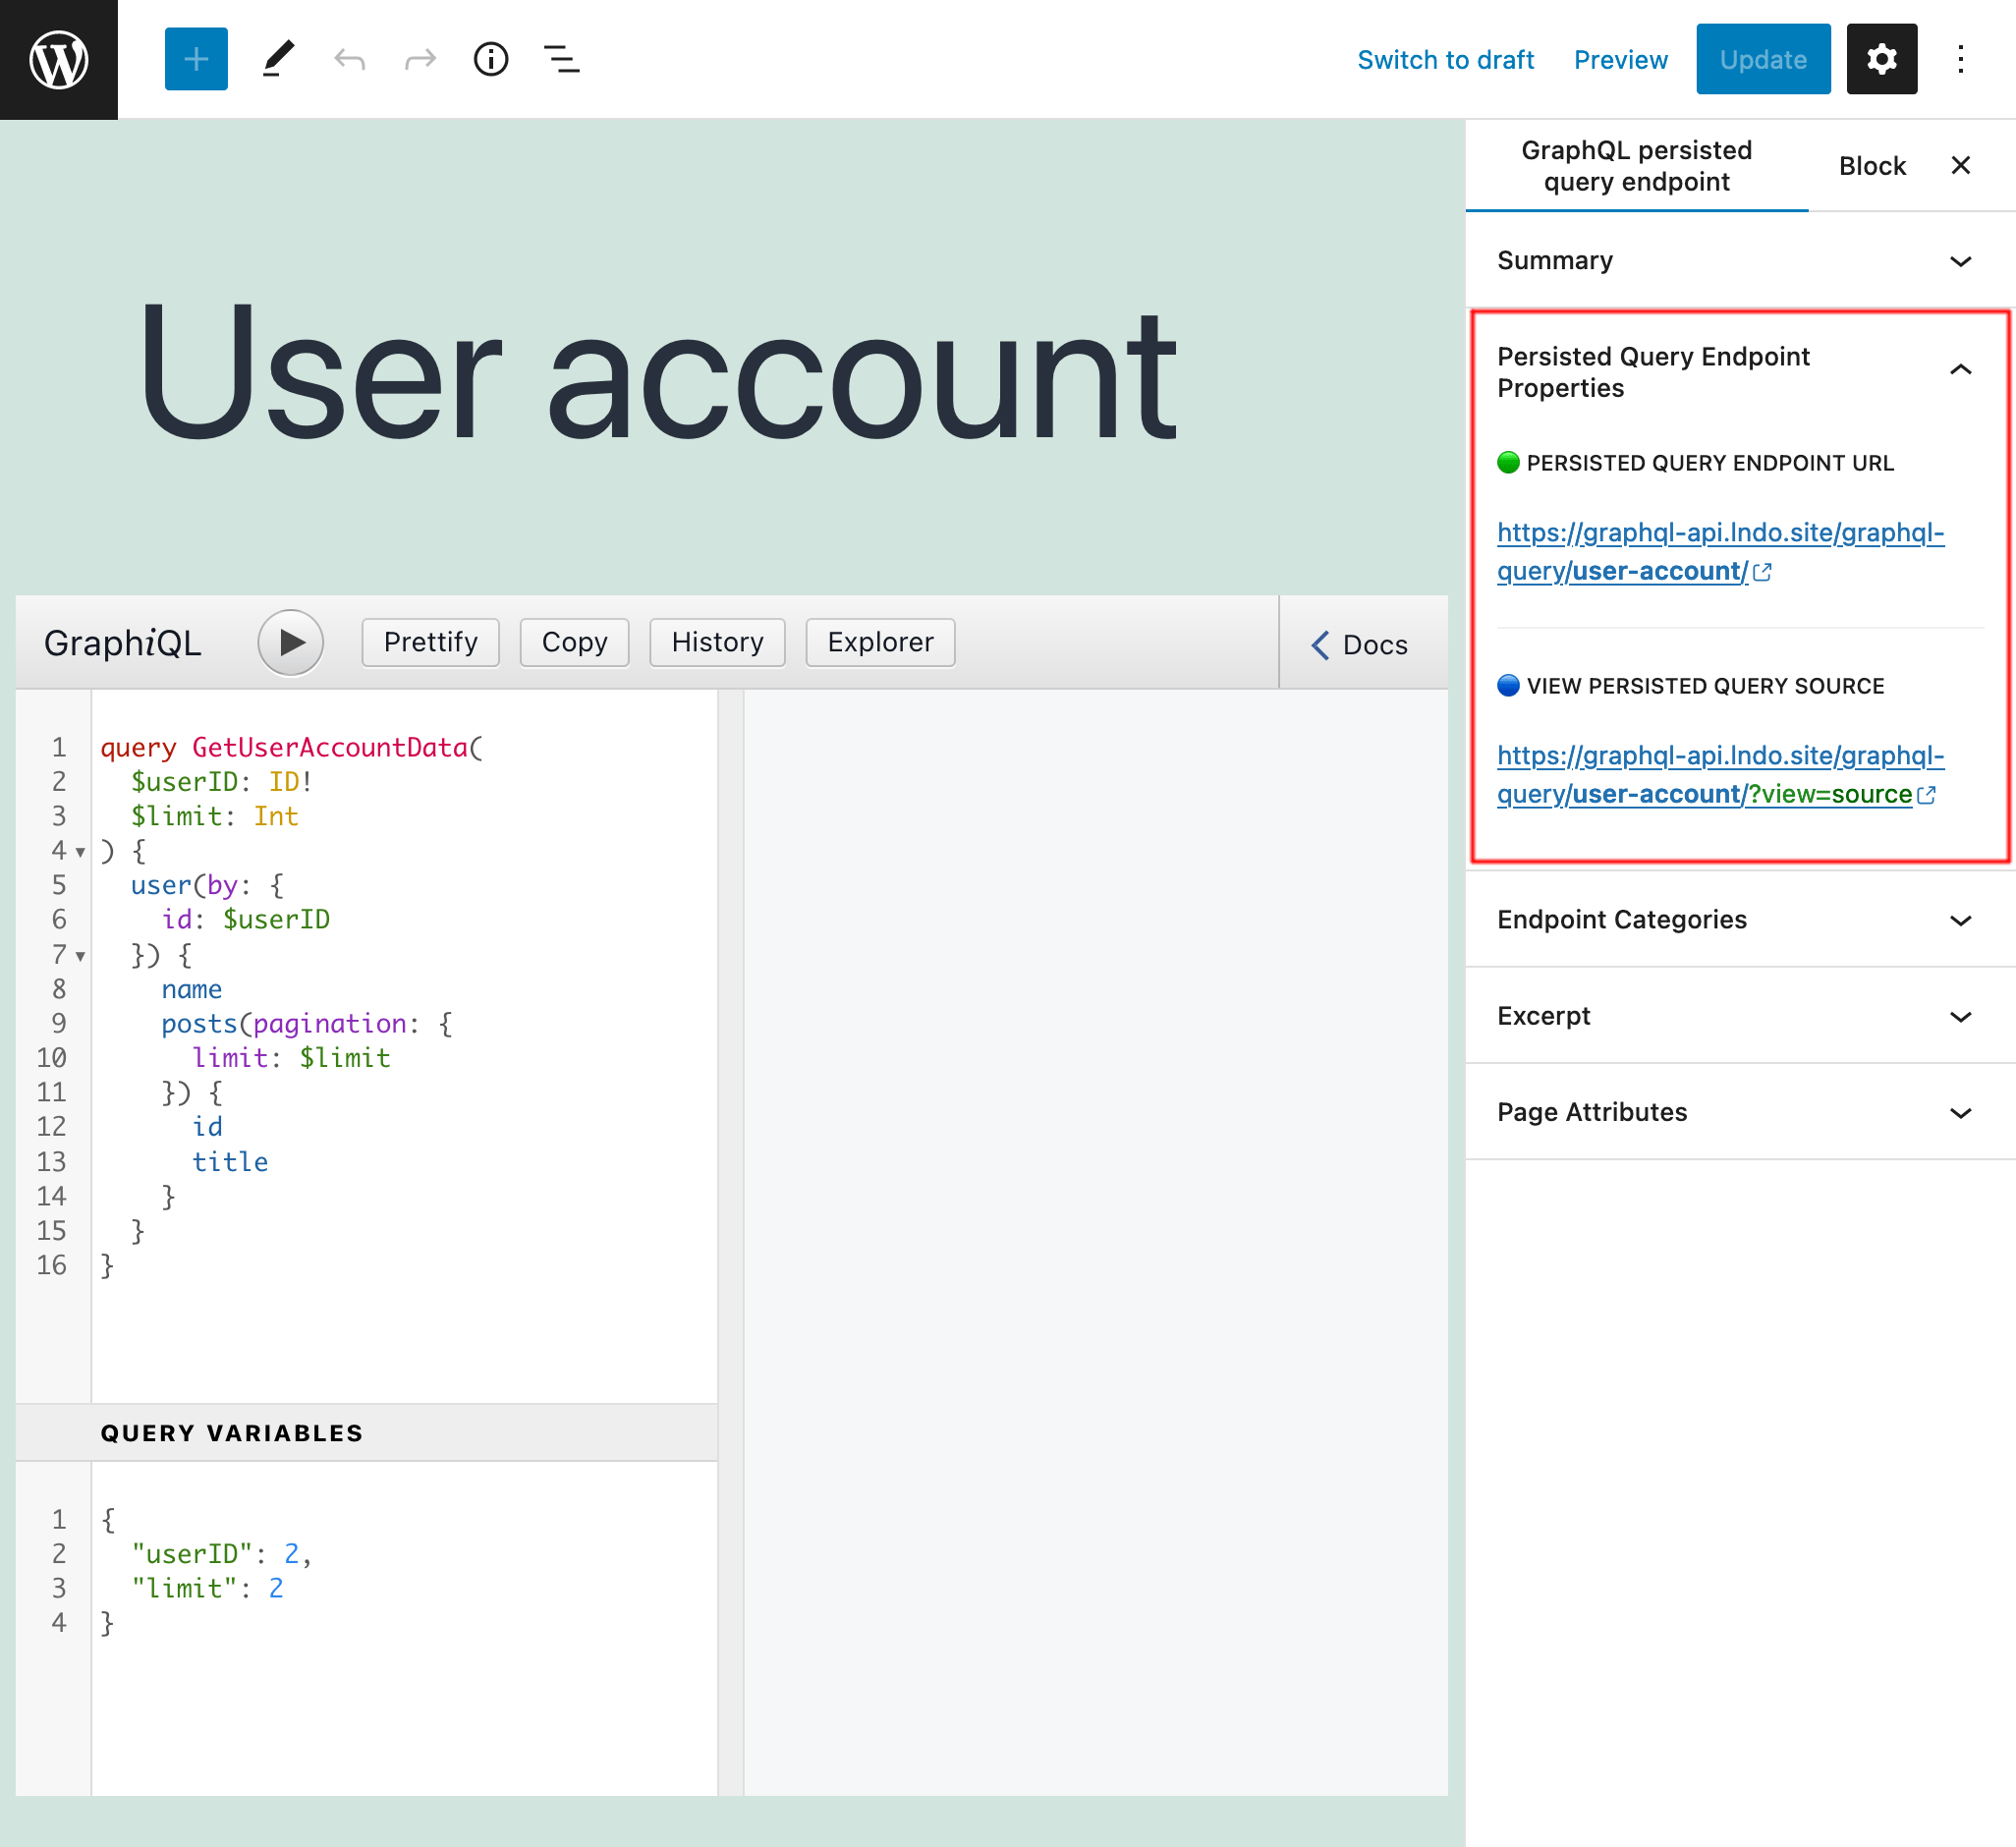 Switch to draft
Preview
Update
GraphQL persisted
query endpoint
Block
Summary
User account
Persisted Query Endpoint
Properties
PERSISTED QUERY ENDPOINT URL
https://graphql-api.lndo.site/graphql-
query/user-account/
VIEW PERSISTED QUERY SOURCE
https://graphql-api.lndo.site/graphql-
query/user-account/?view=source
Endpoint Categories
Excerpt
Page Attributes
GraphiQL
Prettify
Copy
History
Explorer
Docs
1 query GetUserAccountData(
2   $userID: ID!
3   $limit: Int
4 ) {
5   user(by: {
6     id: $userID
7   }) {
8     name
9     posts(pagination: {
10       limit: $limit
11     }) {
12       id
13       title
14     }
15   }
16 }
QUERY VARIABLES
1 {
2   "userID": 2,
3   "limit": 2
4 }